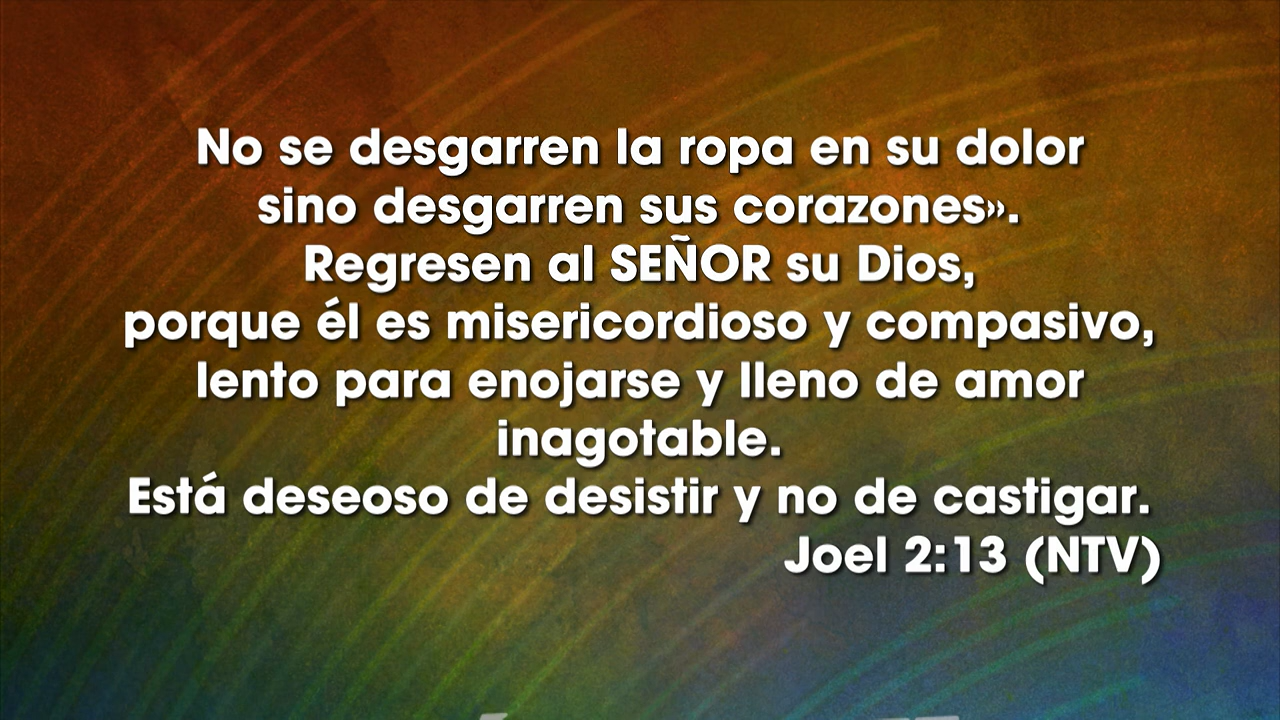 No se desgarren la ropa en su dolor
sino desgarren sus corazones».
Regresen al SEÑOR su Dios,
porque él es misericordioso y compasivo,
lento para enojarse y lleno de amor
inagotable.
Está deseoso de desistir y no de castigar.
Joel 2:13 (NTV)